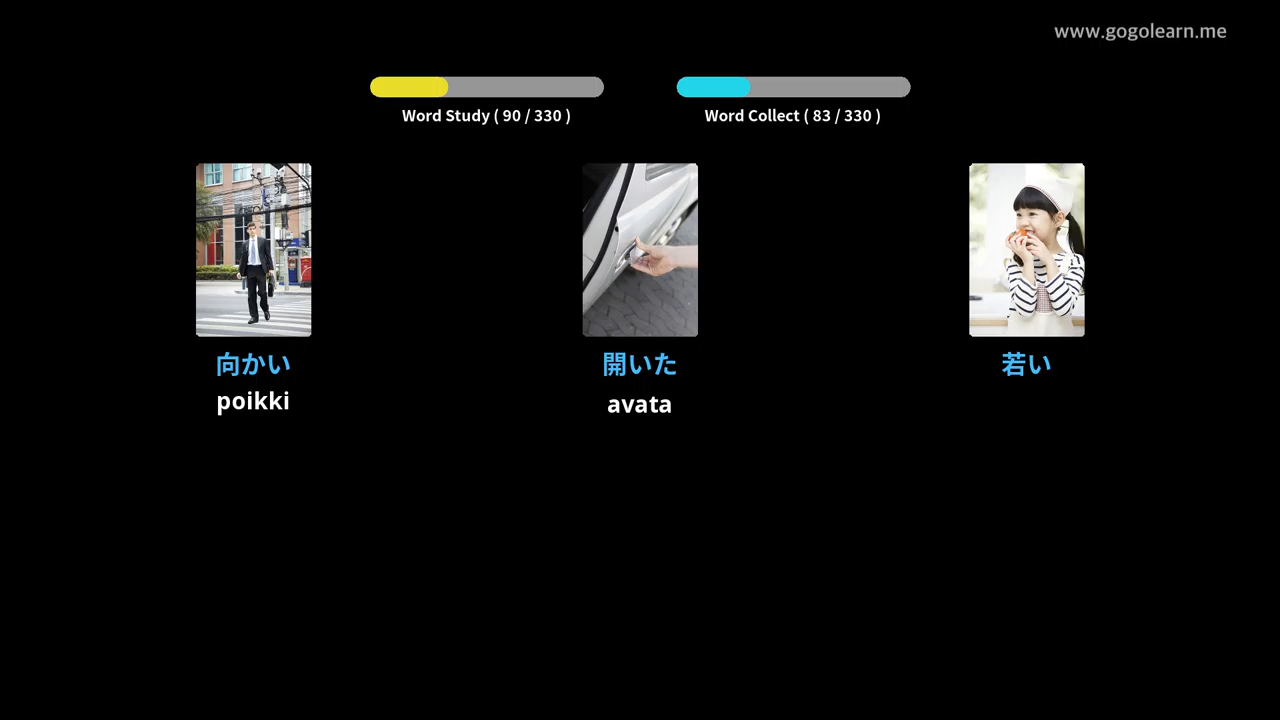 www.gogolearn.me
Word Study ( 90 / 330 )
Word Collect ( 83 / 330 )
向かい
開いた
若い
poikki
avata